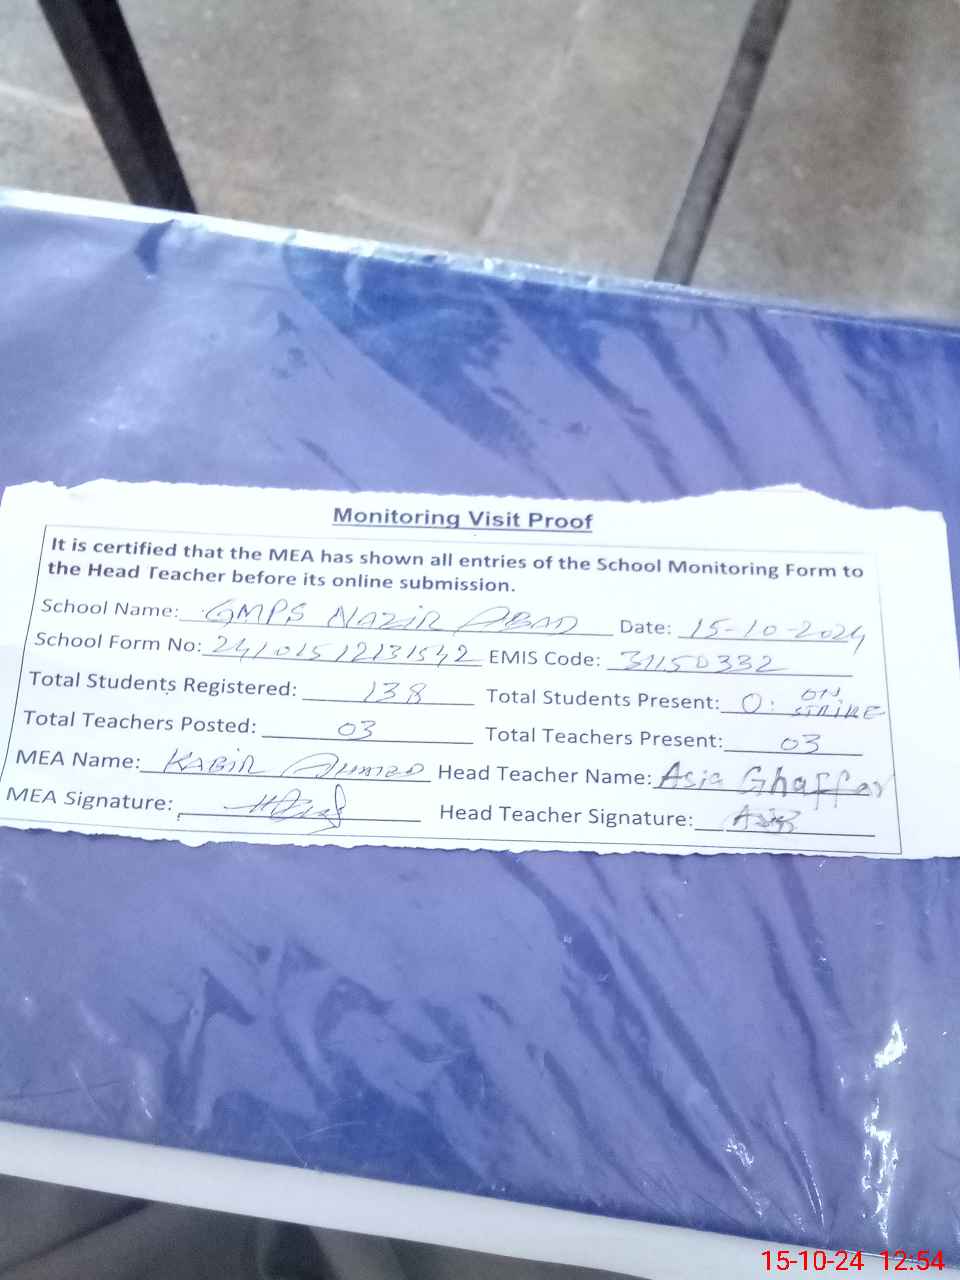 Monitoring Visit Proof
It is certified that the MEA has shown all entries of the School Monitoring Form to
the Head Teacher before its online submission.
School Name: GMPS NAZIR ABAD Date: 15-10-2024
School Form No: 24101512131542 EMIS Code: 31150332
Total Students Registered: 138 Total Students Present: 0: ON STRIKE
Total Teachers Posted: 03 Total Teachers Present: 03
MEA Name: KABIR AHMED Head Teacher Name: Asia Ghaffar
MEA Signature: Head Teacher Signature: Asia
15-10-24 12:54